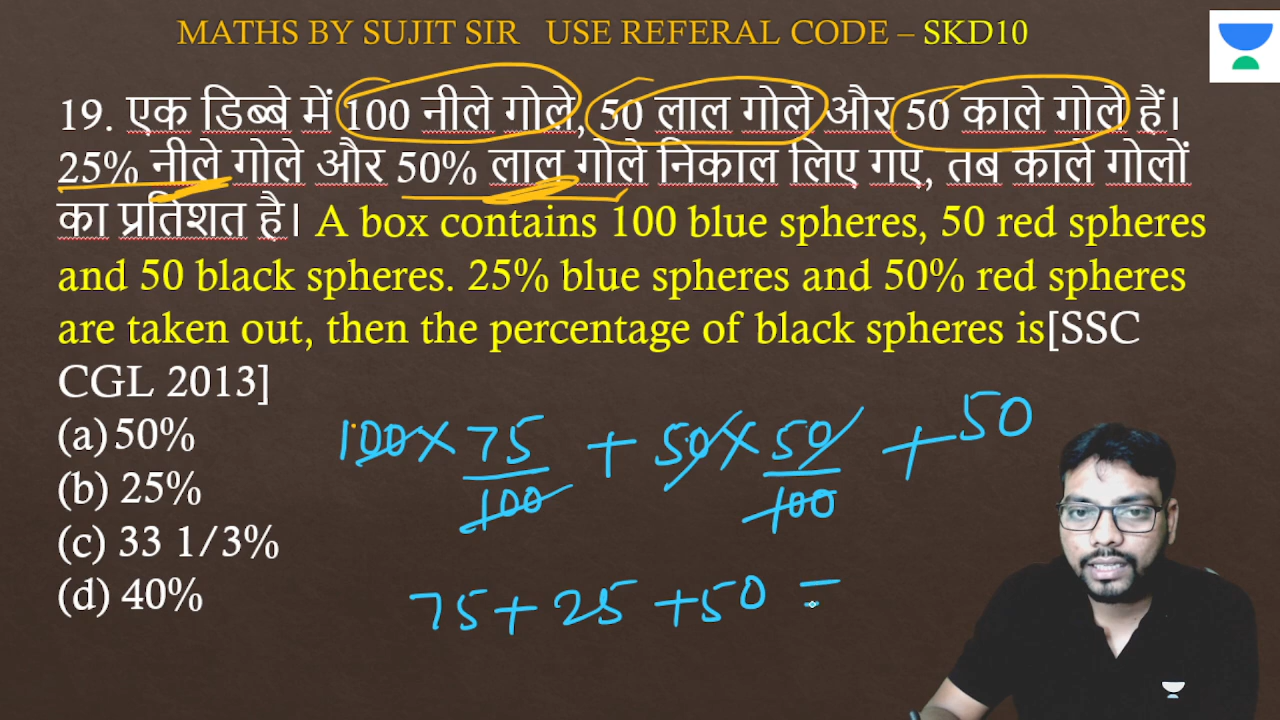 MATHS BY SUJIT SIR USE REFERAL CODE – SKD10
19. एक डिब्बे में 100 नीले गोले, 50 लाल गोले और 50 काले गोले हैं।
25% नीले गोले और 50% लाल गोले निकाल लिए गए, तब काले गोलों
का प्रतिशत है। A box contains 100 blue spheres, 50 red spheres
and 50 black spheres. 25% blue spheres and 50% red spheres
are taken out, then the percentage of black spheres is[SSC
CGL 2013]
(a) 50%
(b) 25%
(c) 33 1/3%
(d) 40%
100 × 75/100 + 50 × 50/100 + 50
75 + 25 + 50 =